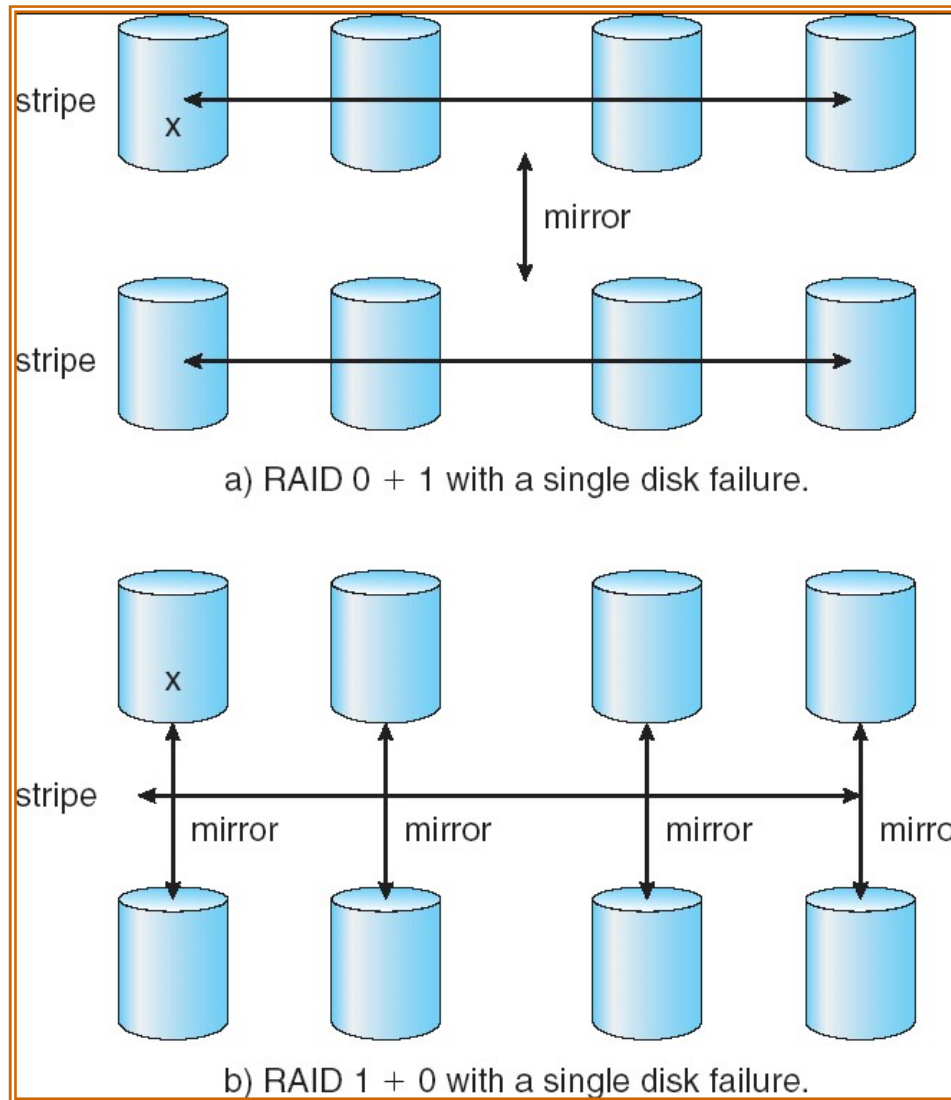 stripe
x
mirror
stripe
a) RAID 0 + 1 with a single disk failure.
x
stripe
mirror
mirror
mirror
mirro
b) RAID 1 + 0 with a single disk failure.